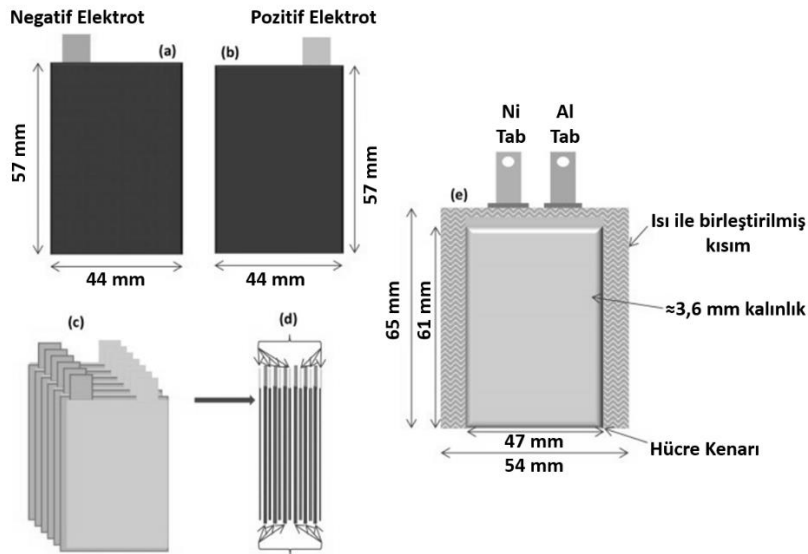 Negatif Elektrot
Pozitif Elektrot
(a)
(b)
57 mm
57 mm
44 mm
44 mm
(c)
(d)
Ni
Tab
Al
Tab
(e)
Isı ile birleştirilmiş
kısım
65 mm
61 mm
≈3,6 mm kalınlık
47 mm
54 mm
Hücre Kenarı